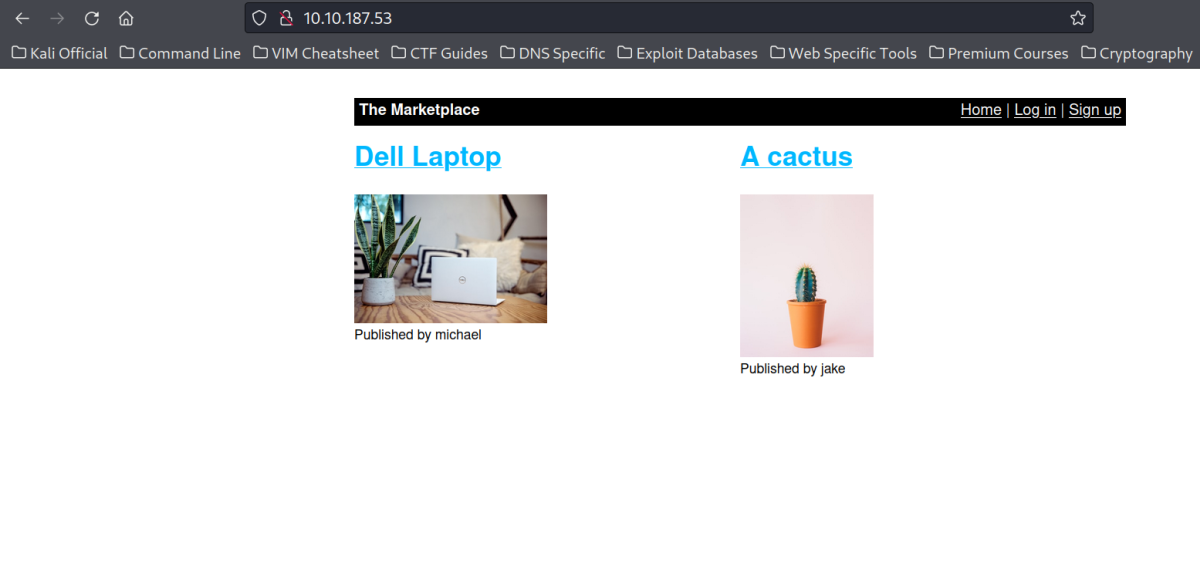 10.10.187.53
Kali Official Command Line VIM Cheatsheet CTF Guides DNS Specific Exploit Databases Web Specific Tools Premium Courses Cryptography
The Marketplace Home | Log in | Sign up
Dell Laptop A cactus
Published by michael
Published by jake